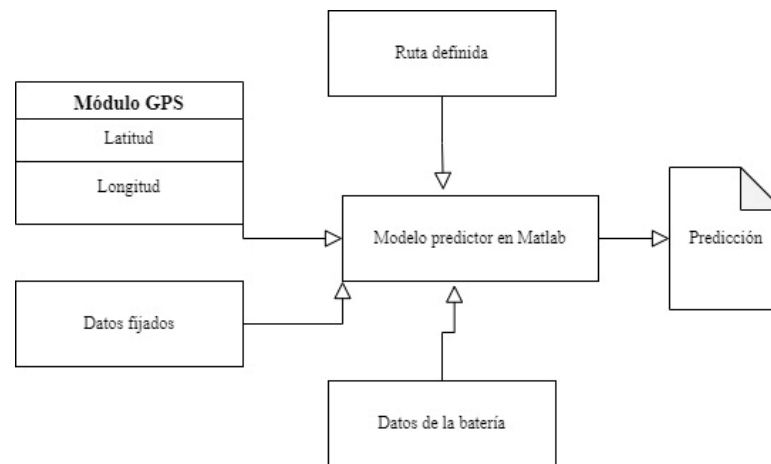 Ruta definida
Módulo GPS
Latitud
Longitud
Modelo predictor en Matlab
Predicción
Datos fijados
Datos de la batería